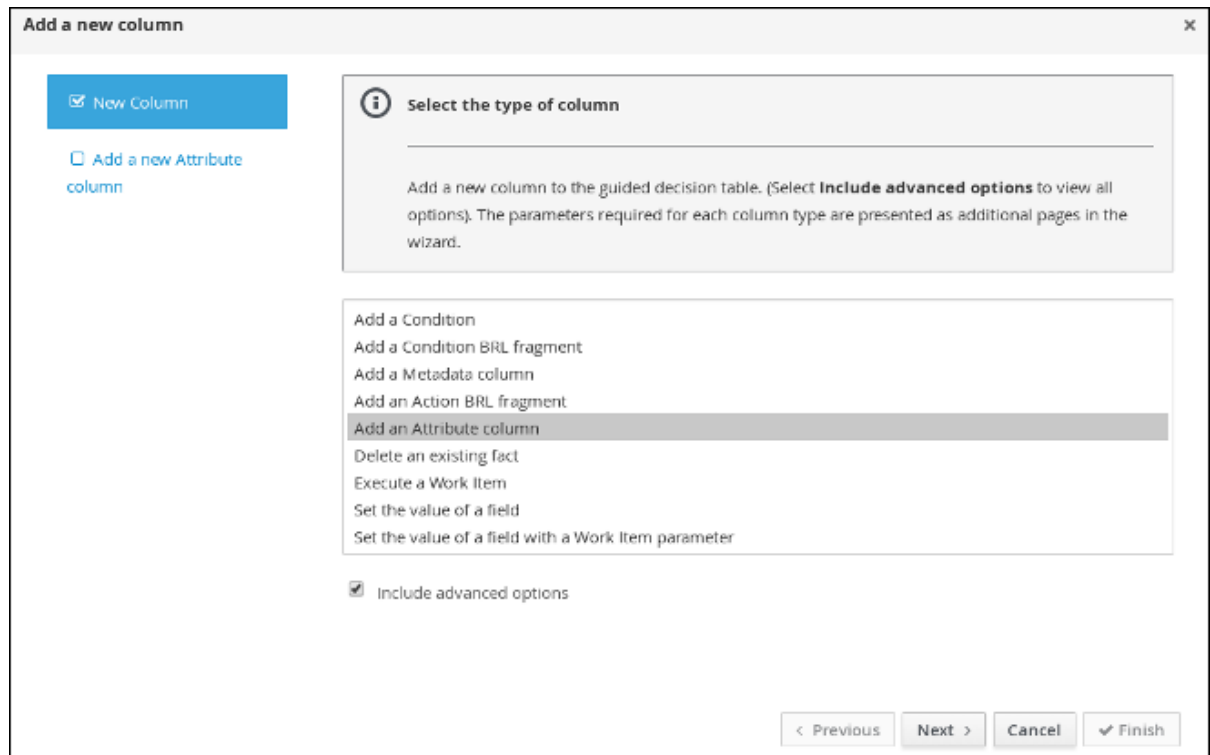 Add a new column
New Column
Add a new Attribute
column
Select the type of column
Add a new column to the guided decision table. (Select Include advanced options to view all
options). The parameters required for each column type are presented as additional pages in the
wizard.
Add a Condition
Add a Condition BRL fragment
Add a Metadata column
Add an Action BRL fragment
Add an Attribute column
Delete an existing fact
Execute a Work Item
Set the value of a field
Set the value of a field with a Work Item parameter
Include advanced options
< Previous
Next >
Cancel
Finish